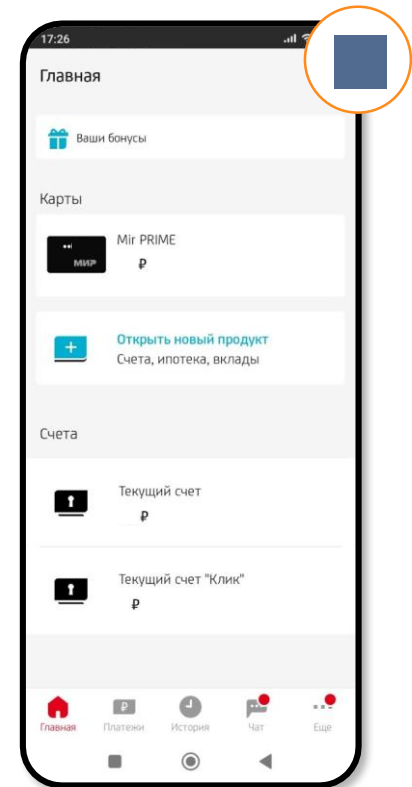 17:26
Главная
Ваши бонусы
Карты
Mir PRIME
МИР
₽
Открыть новый продукт
Счета, ипотека, вклады
Счета
Текущий счет
₽
Текущий счет "Клик"
₽
₽
Главная
Платежи
История
Чат
Еще